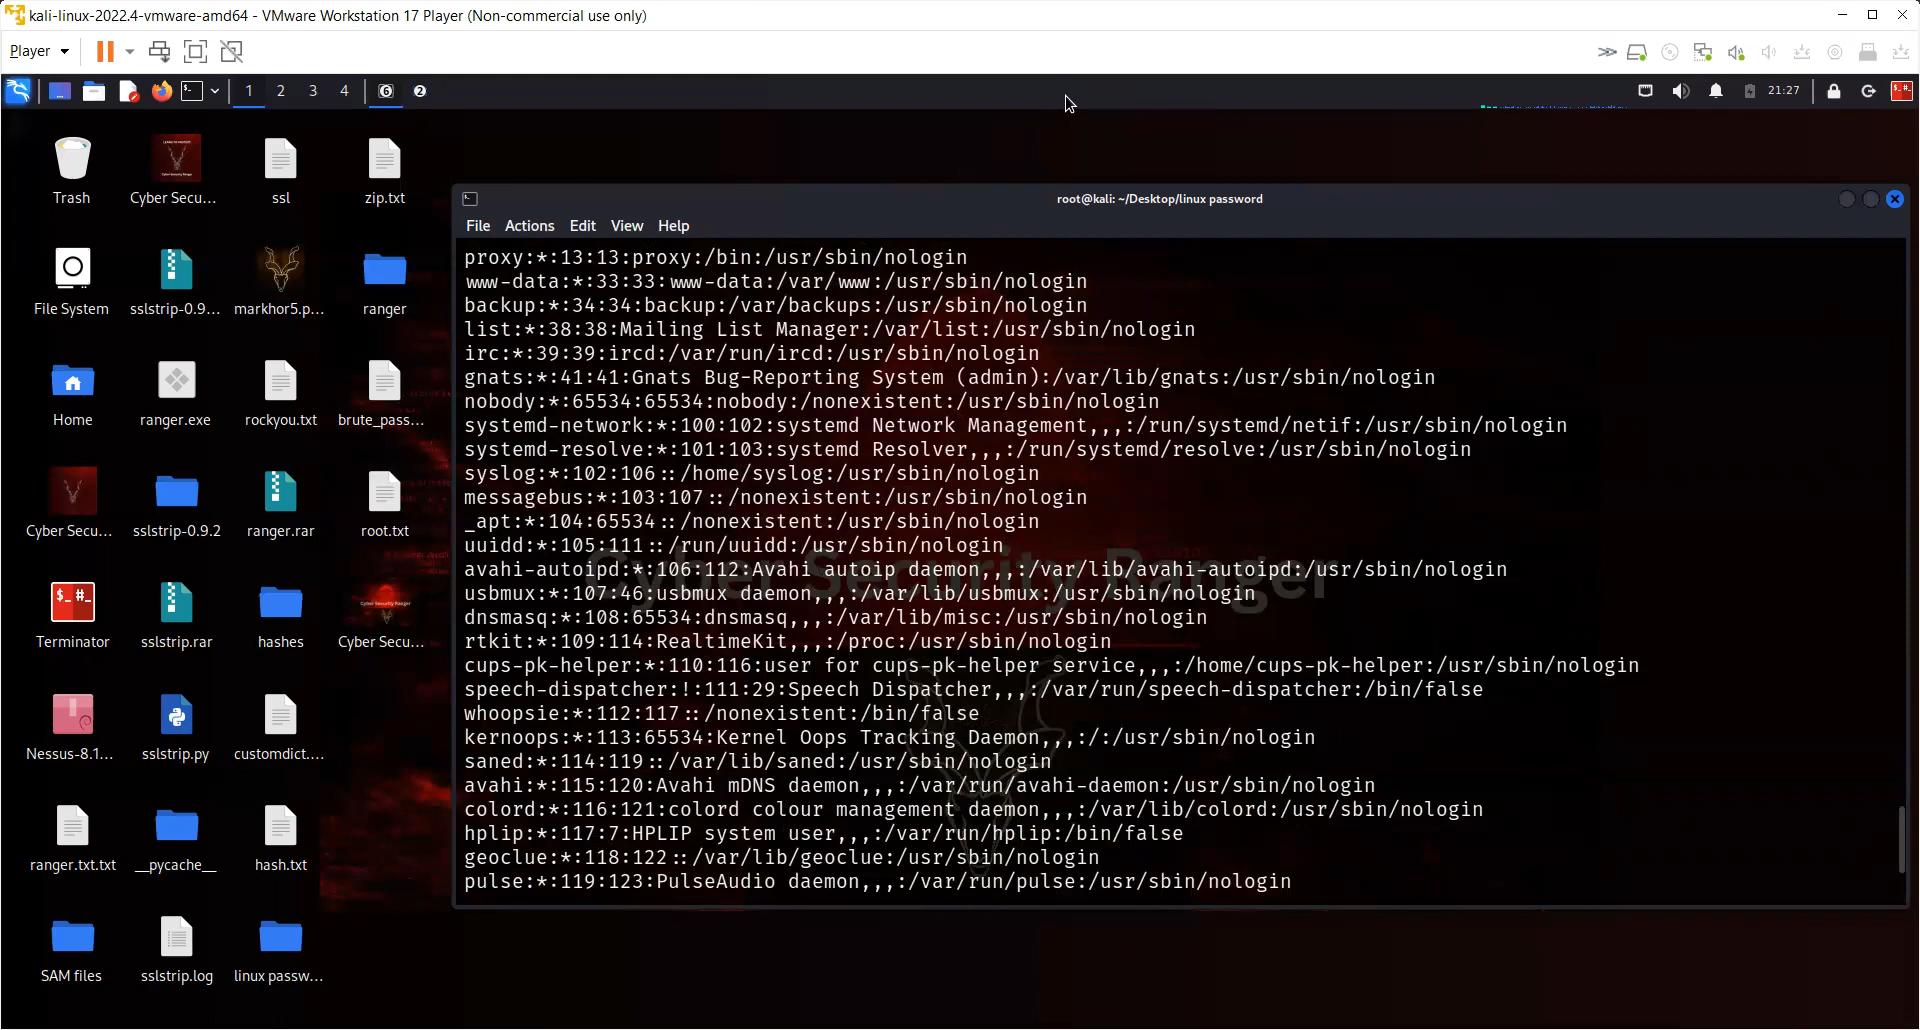 kali-linux-2022.4-vmware-amd64 - VMware Workstation 17 Player (Non-commercial use only)
Player
1 2 3 4 6 2
21:27
Trash
Cyber Secu...
ssl
zip.txt
File System
sslstrip-0.9...
markhor5.p...
ranger
Home
ranger.exe
rockyou.txt
brute_pass...
Cyber Secu...
sslstrip-0.9.2
ranger.rar
root.txt
Terminator
sslstrip.rar
hashes
Cyber Secu...
Nessus-8.1...
sslstrip.py
customdict....
ranger.txt.txt
__pycache__
hash.txt
SAM files
sslstrip.log
linux passw...
root@kali: ~/Desktop/linux password
File Actions Edit View Help
proxy:*:13:13:proxy:/bin:/usr/sbin/nologin
www-data:*:33:33:www-data:/var/www:/usr/sbin/nologin
backup:*:34:34:backup:/var/backups:/usr/sbin/nologin
list:*:38:38:Mailing List Manager:/var/list:/usr/sbin/nologin
irc:*:39:39:ircd:/var/run/ircd:/usr/sbin/nologin
gnats:*:41:41:Gnats Bug-Reporting System (admin):/var/lib/gnats:/usr/sbin/nologin
nobody:*:65534:65534:nobody:/nonexistent:/usr/sbin/nologin
systemd-network:*:100:102:systemd Network Management,,,:/run/systemd/netif:/usr/sbin/nologin
systemd-resolve:*:101:103:systemd Resolver,,,:/run/systemd/resolve:/usr/sbin/nologin
syslog:*:102:106::/home/syslog:/usr/sbin/nologin
messagebus:*:103:107::/nonexistent:/usr/sbin/nologin
_apt:*:104:65534::/nonexistent:/usr/sbin/nologin
uuidd:*:105:111::/run/uuidd:/usr/sbin/nologin
avahi-autoipd:*:106:112:Avahi autoip daemon,,,:/var/lib/avahi-autoipd:/usr/sbin/nologin
usbmux:*:107:46:usbmux daemon,,,:/var/lib/usbmux:/usr/sbin/nologin
dnsmasq:*:108:65534:dnsmasq,,,:/var/lib/misc:/usr/sbin/nologin
rtkit:*:109:114:RealtimeKit,,,:/proc:/usr/sbin/nologin
cups-pk-helper:*:110:116:user for cups-pk-helper service,,,:/home/cups-pk-helper:/usr/sbin/nologin
speech-dispatcher:!:111:29:Speech Dispatcher,,,:/var/run/speech-dispatcher:/bin/false
whoopsie:*:112:117::/nonexistent:/bin/false
kernoops:*:113:65534:Kernel Oops Tracking Daemon,,,:/:/usr/sbin/nologin
saned:*:114:119::/var/lib/saned:/usr/sbin/nologin
avahi:*:115:120:Avahi mDNS daemon,,,:/var/run/avahi-daemon:/usr/sbin/nologin
colord:*:116:121:colord colour management daemon,,,:/var/lib/colord:/usr/sbin/nologin
hplip:*:117:7:HPLIP system user,,,:/var/run/hplip:/bin/false
geoclue:*:118:122::/var/lib/geoclue:/usr/sbin/nologin
pulse:*:119:123:PulseAudio daemon,,,:/var/run/pulse:/usr/sbin/nologin
Cyber Security Ranger